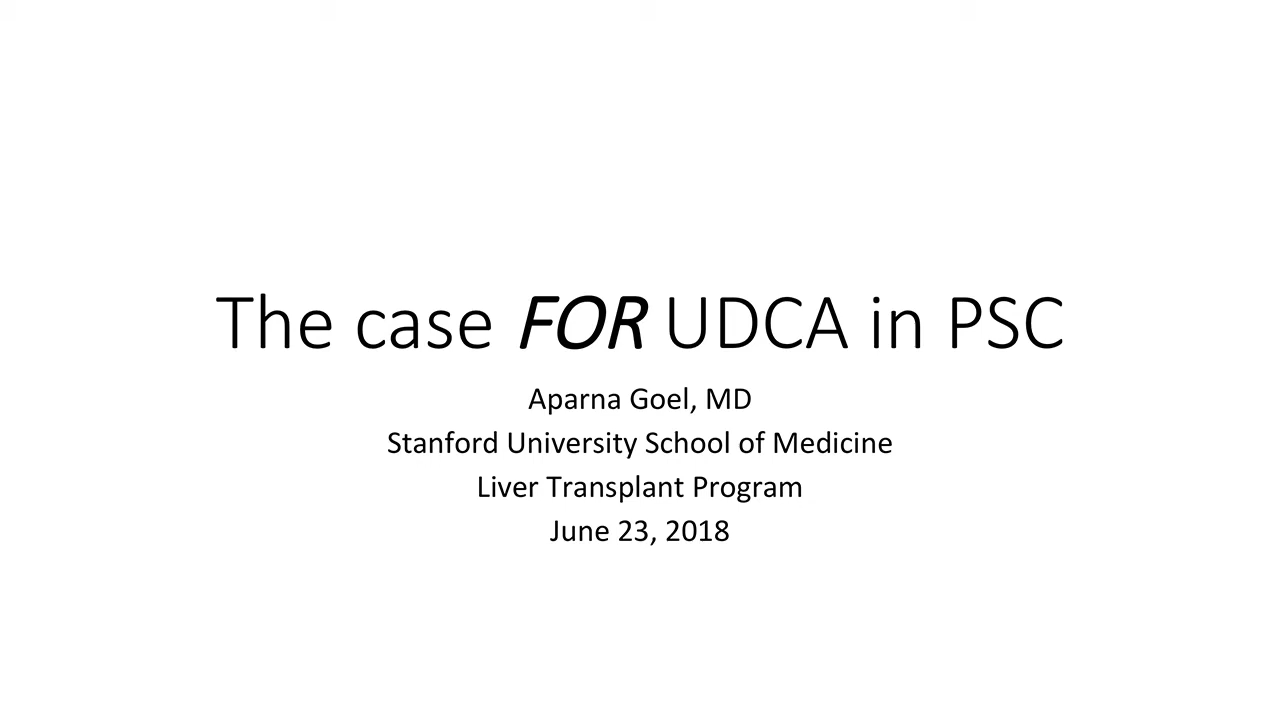 The case FOR UDCA in PSC
Aparna Goel, MD
Stanford University School of Medicine
Liver Transplant Program
June 23, 2018